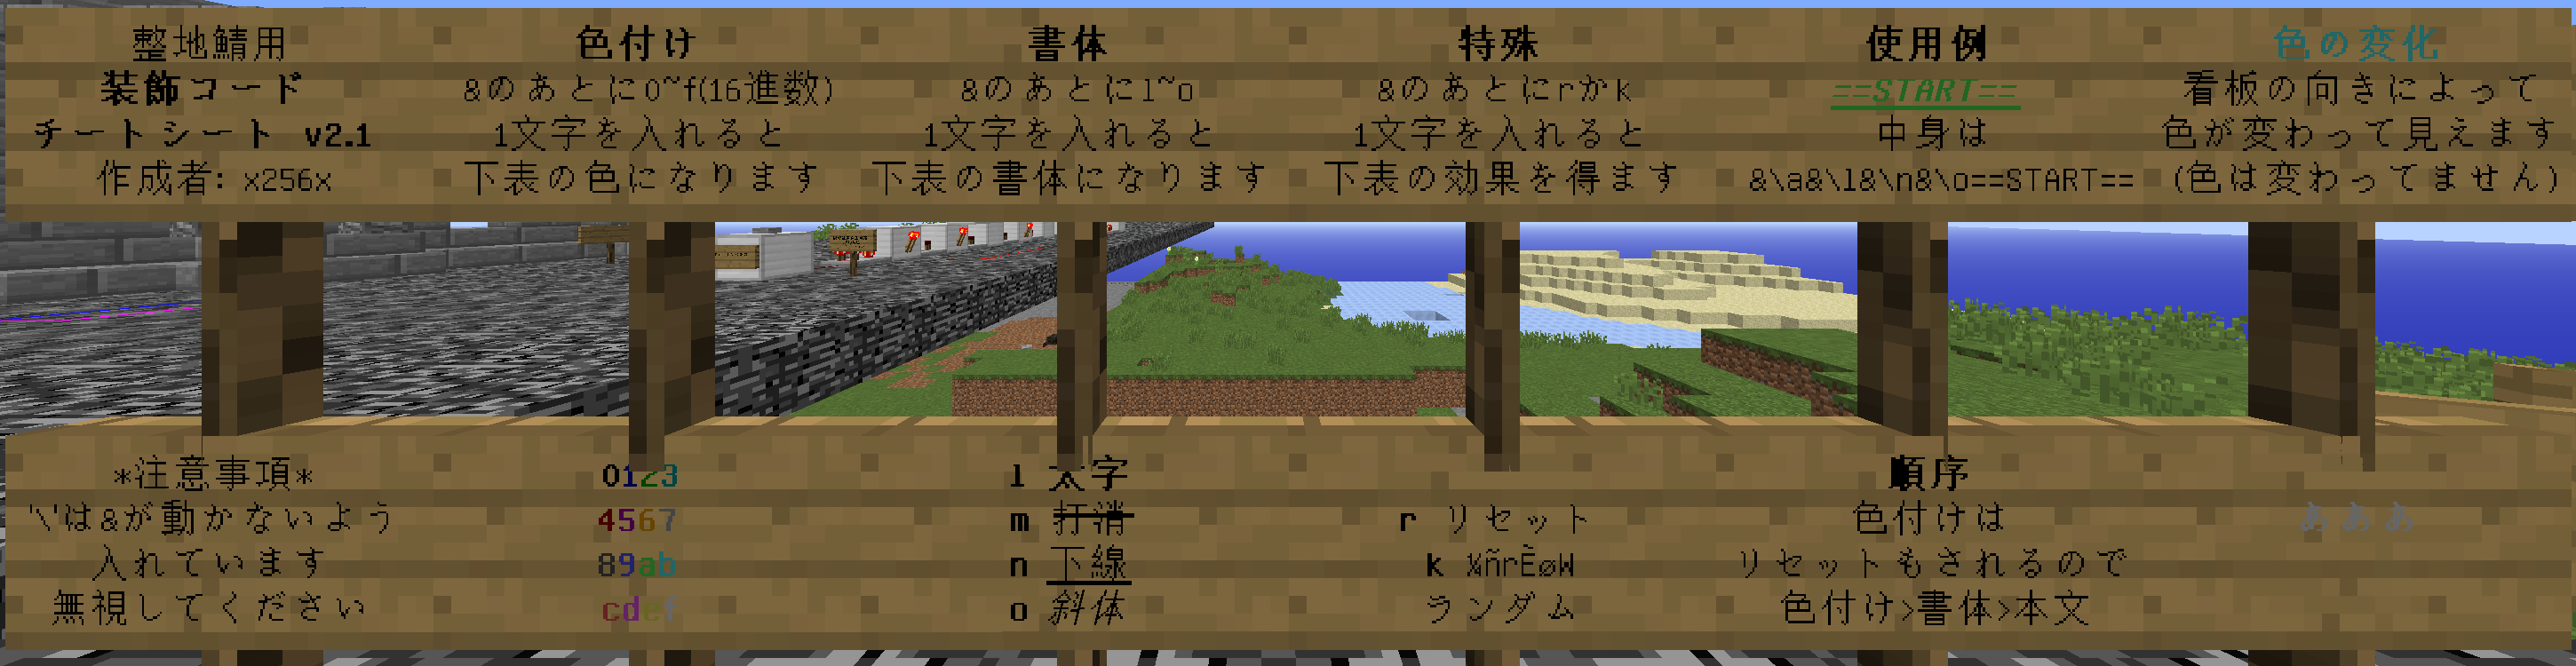 整地鯖用
装飾コード
チートシート v2.1
作成者: x256x
色付け
&のあとに0~f(16進数)
1文字を入れると
下表の色になります
書体
&のあとにl~o
1文字を入れると
下表の書体になります
特殊
&のあとにrかk
1文字を入れると
下表の効果を得ます
使用例
==START==
中身は
&\a&\l&\n&\o==START==
色の変化
看板の向きによって
色が変わって見えます
(色は変わってません)
*注意事項*
'\'は&が動かないよう
入れています
無視してください
0123
4567
89ab
cdef
l 太字
m 打消
n 下線
o 斜体
r リセット
k ¼ñrÈøW
ランダム
順序
色付けは
リセットもされるので
色付け>書体>本文
あああ